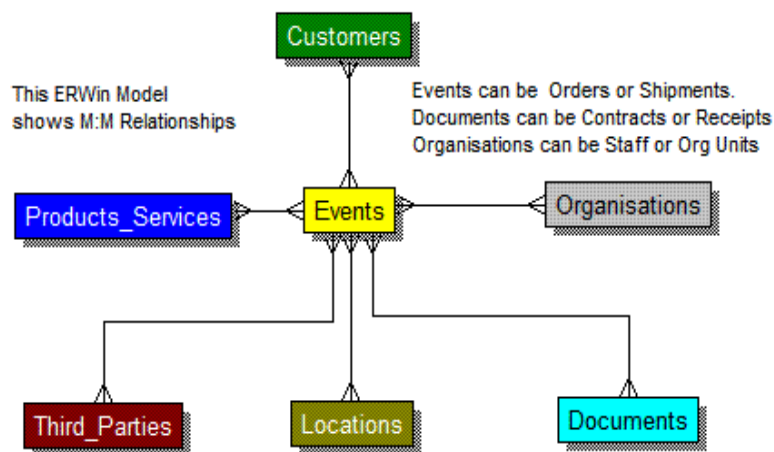 Customers
This ERWin Model
shows M:M Relationships
Events can be Orders or Shipments.
Documents can be Contracts or Receipts
Organisations can be Staff or Org Units
Products_Services
Events
Organisations
Third_Parties
Locations
Documents